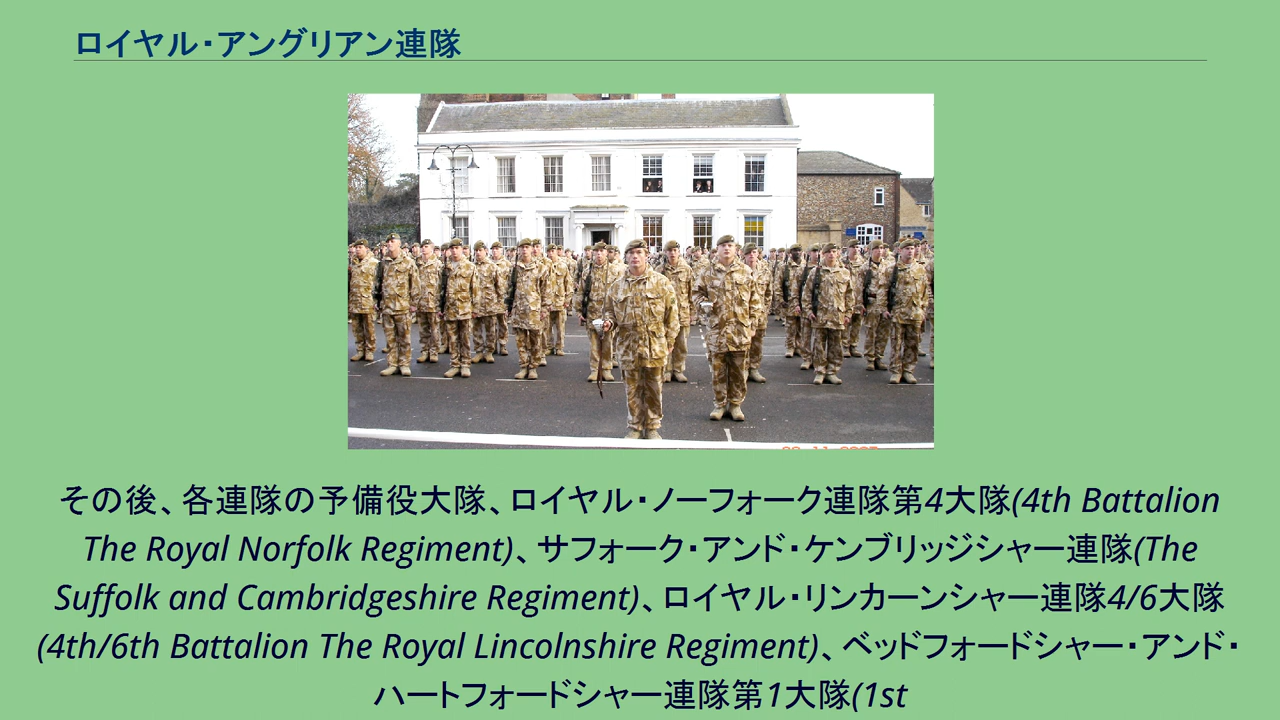 ロイヤル・アングリアン連隊
その後、各連隊の予備役大隊、ロイヤル・ノーフォーク連隊第4大隊(4th Battalion
The Royal Norfolk Regiment)、サフォーク・アンド・ケンブリッジシャー連隊(The
Suffolk and Cambridgeshire Regiment)、ロイヤル・リンカーンシャー連隊4/6大隊
(4th/6th Battalion The Royal Lincolnshire Regiment)、ベッドフォードシャー・アンド・
ハートフォードシャー連隊第1大隊(1st